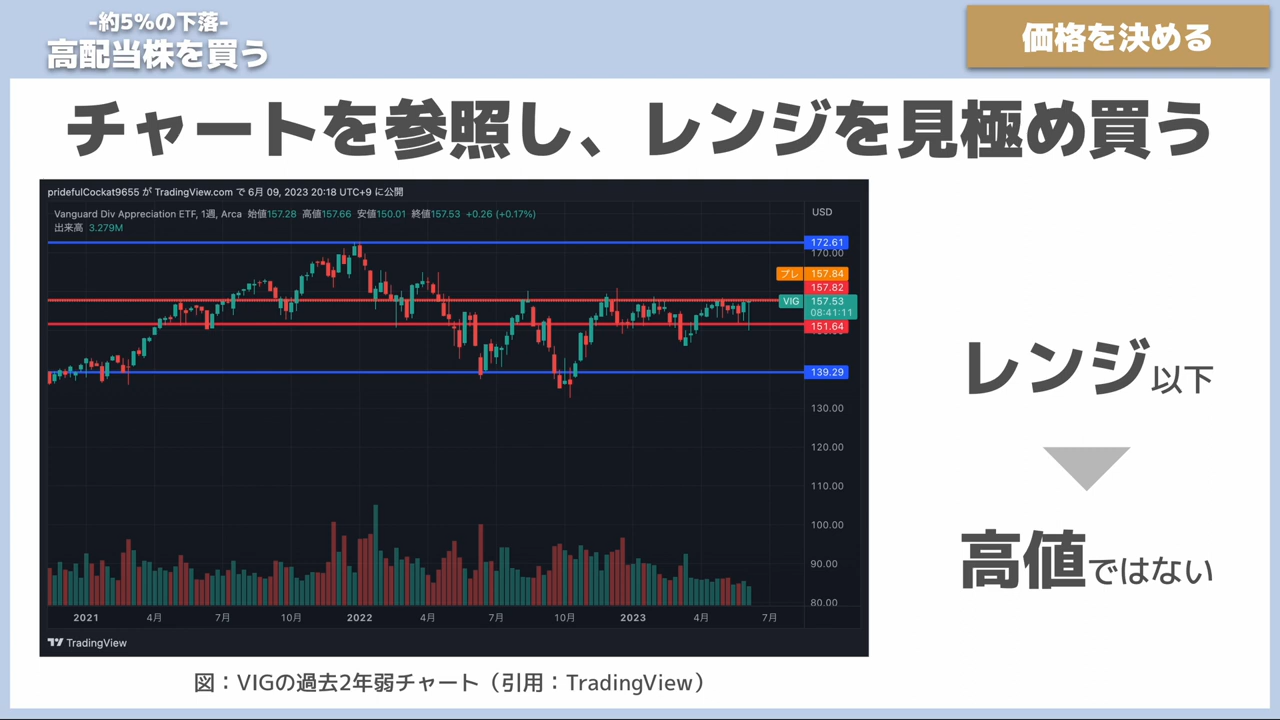 -約5%の下落-
高配当株を買う
価格を決める
チャートを参照し、レンジを見極め買う
pridefulCockat9655 が TradingView.com で 6月 09, 2023 20:18 UTC+9 に公開
Vanguard Div Appreciation ETF, 1週, Arca 始値157.28 高値157.66 安値150.01 終値157.53 +0.26 (+0.17%)
出来高 3.279M
USD
172.61
170.00
プレ 157.84
157.82
VIG 157.53
08:41:11
151.64
139.29
130.00
120.00
110.00
100.00
90.00
80.00
2021 4月 7月 10月 2022 4月 7月 10月 2023 4月 7月
TradingView
図：VIGの過去2年弱チャート（引用：TradingView）
レンジ以下
高値ではない